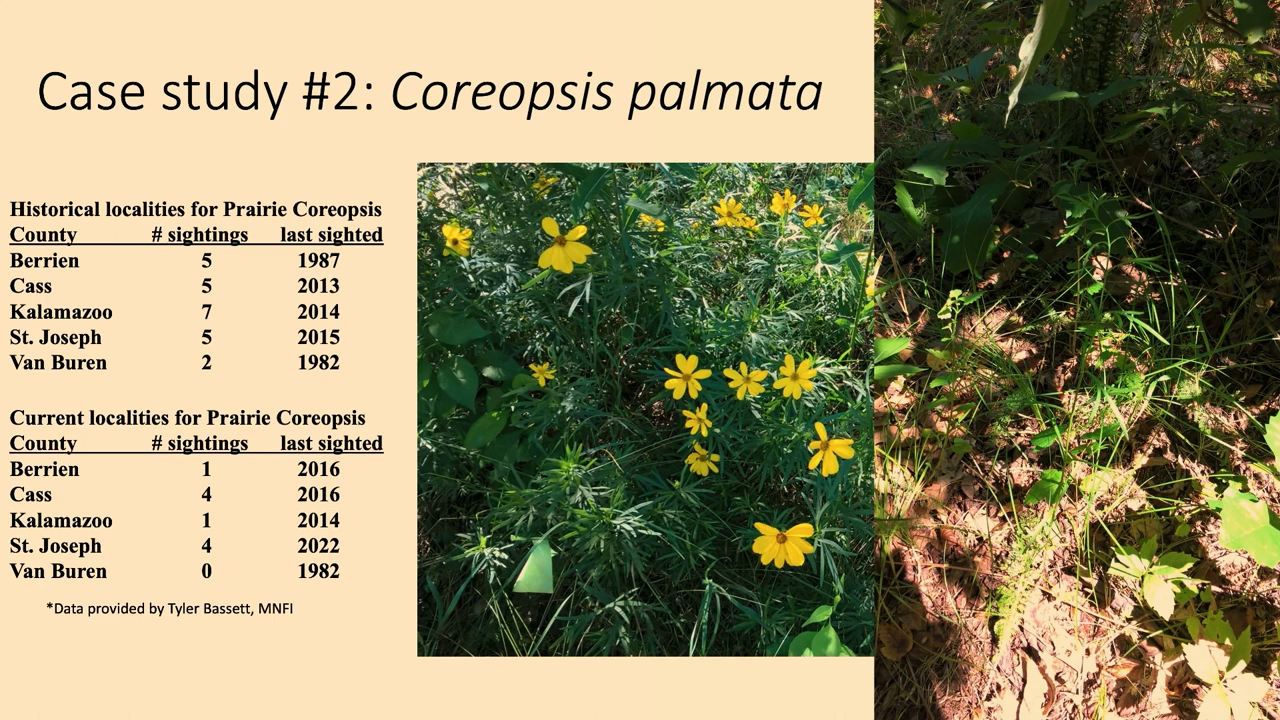 Case study #2: Coreopsis palmata
Historical localities for Prairie Coreopsis
County # sightings last sighted
Berrien 5 1987
Cass 5 2013
Kalamazoo 7 2014
St. Joseph 5 2015
Van Buren 2 1982
Current localities for Prairie Coreopsis
County # sightings last sighted
Berrien 1 2016
Cass 4 2016
Kalamazoo 1 2014
St. Joseph 4 2022
Van Buren 0 1982
*Data provided by Tyler Bassett, MNFI